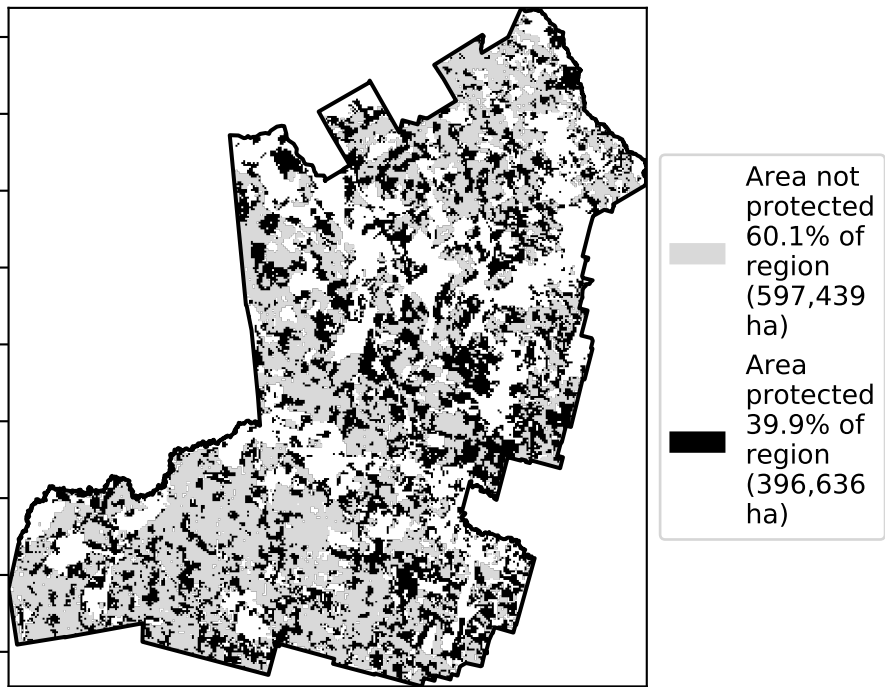 Area not
protected
60.1% of
region
(597,439
ha)
Area
protected
39.9% of
region
(396,636
ha)